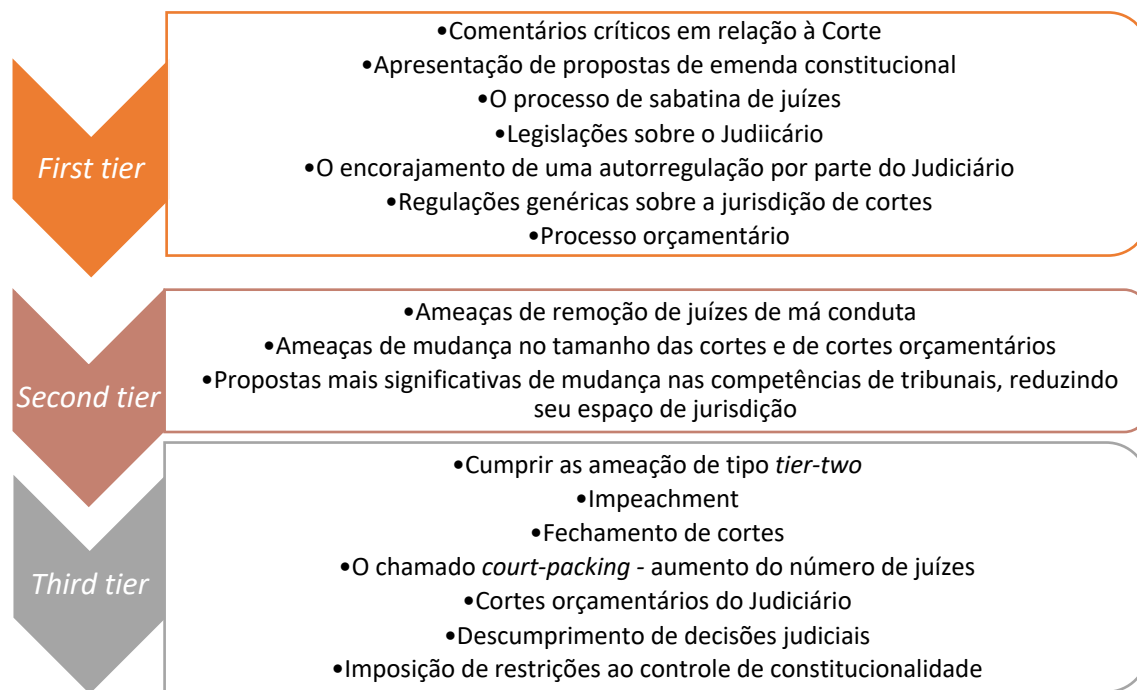 First tier
•Comentários críticos em relação à Corte
•Apresentação de propostas de emenda constitucional
•O processo de sabatina de juízes
•Legislações sobre o Judiicário
•O encorajamento de uma autorregulação por parte do Judiciário
•Regulações genéricas sobre a jurisdição de cortes
•Processo orçamentário
Second tier
•Ameaças de remoção de juízes de má conduta
•Ameaças de mudança no tamanho das cortes e de cortes orçamentários
•Propostas mais significativas de mudança nas competências de tribunais, reduzindo
seu espaço de jurisdição
Third tier
•Cumprir as ameação de tipo tier-two
•Impeachment
•Fechamento de cortes
•O chamado court-packing - aumento do número de juízes
•Cortes orçamentários do Judiciário
•Descumprimento de decisões judiciais
•Imposição de restrições ao controle de constitucionalidade